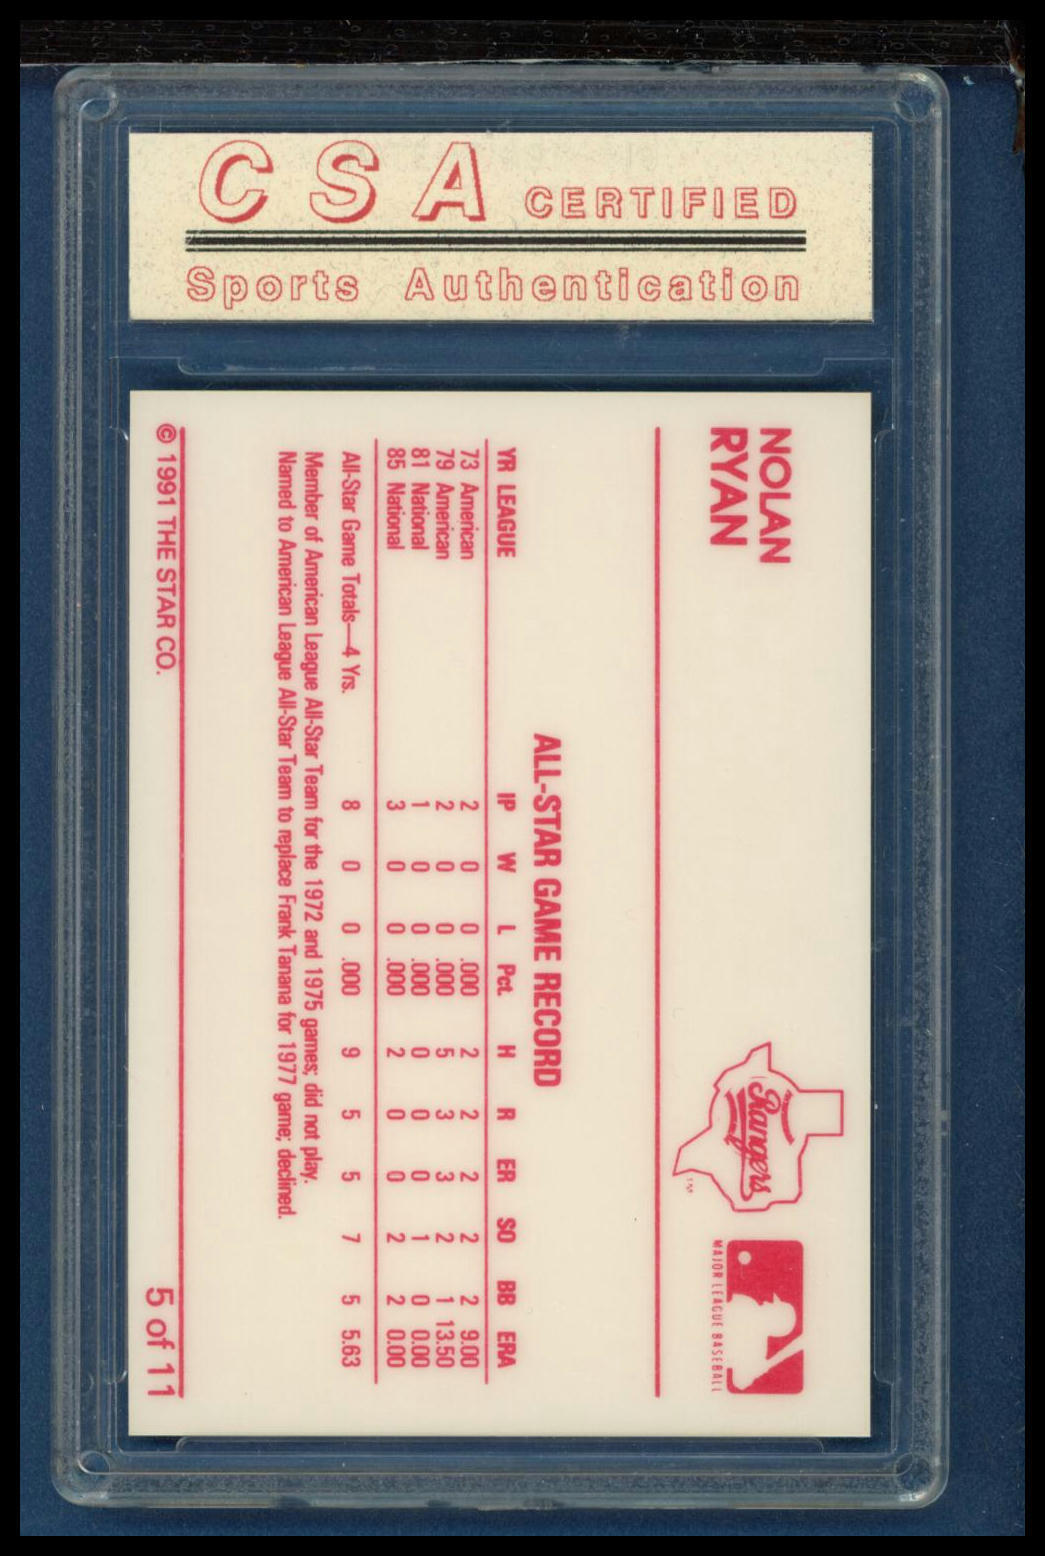 CSA CERTIFIED
Sports Authentication
NOLAN
RYAN
Rangers
TM
MAJOR LEAGUE BASEBALL
ALL-STAR GAME RECORD
YR LEAGUE IP W L Pct. H R ER SO BB ERA
73 American 2 0 0 .000 2 2 2 2 2 9.00
79 American 2 0 0 .000 5 3 3 2 1 13.50
81 National 1 0 0 .000 0 0 0 1 0 0.00
85 National 3 0 0 .000 2 0 0 2 2 0.00
All-Star Game Totals—4 Yrs. 8 0 0 .000 9 5 5 7 5 5.63
Member of American League All-Star Team for the 1972 and 1975 games; did not play.
Named to American League All-Star Team to replace Frank Tanana for 1977 game; declined.
© 1991 THE STAR CO. 5 of 11